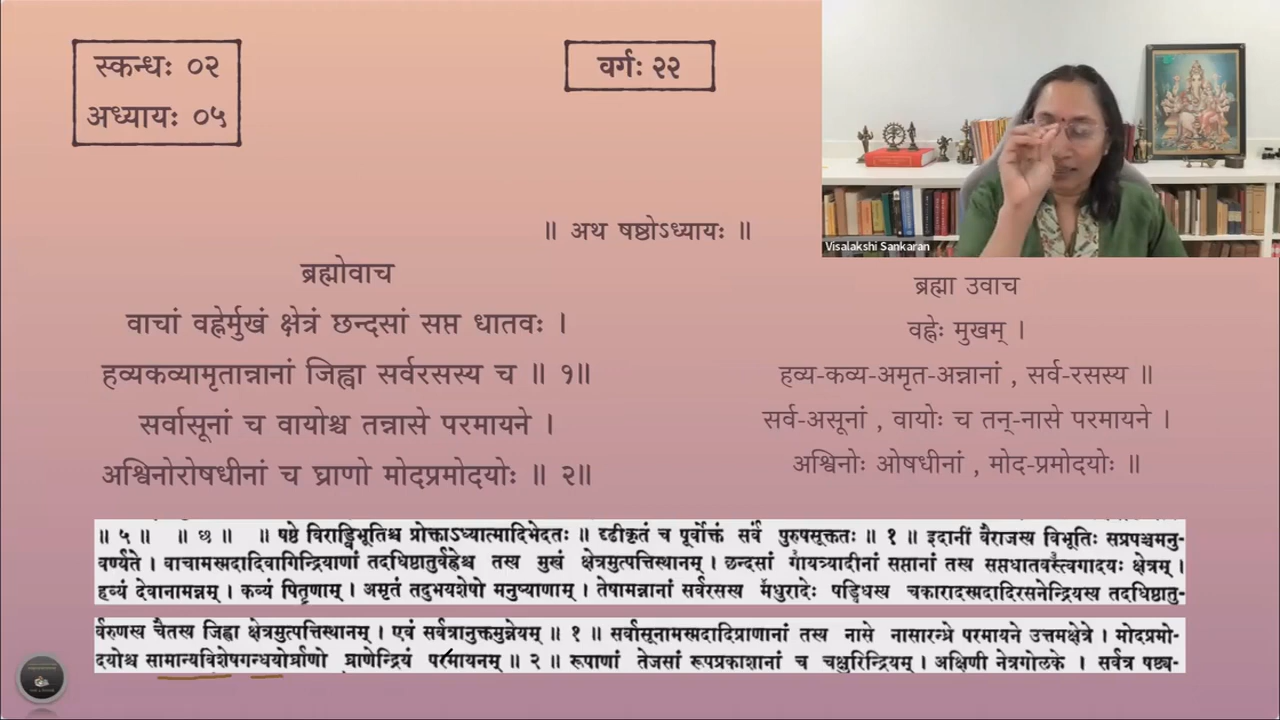 स्कन्धः ०२
अध्यायः ०५
वर्गः २२
Visalakshi Sankaran
॥ अथ षष्ठोऽध्यायः ॥
ब्रह्मोवाच
वाचां वह्नेर्मुखं क्षेत्रं छन्दसां सप्त धातवः ।
हव्यकव्यामृतान्नानां जिह्वा सर्वरसस्य च ॥ १॥
सर्वासूनां च वायोश्च तन्नासे परमायने ।
अश्विनोरोषधीनां च घ्राणो मोदप्रमोदयोः ॥ २॥
ब्रह्मा उवाच
वह्नेः मुखम् ।
हव्य-कव्य-अमृत-अन्नानां , सर्व-रसस्य ॥
सर्व-असूनां , वायोः च तन्-नासे परमायने ।
अश्विनोः ओषधीनां , मोद-प्रमोदयोः ॥
॥ ५ ॥ ॥ छ ॥ ॥ षष्ठे विराड्विभूतिश्च प्रोक्ताऽध्यात्मादिभेदतः ॥ दृढीकृतं च पूर्वोक्तं सर्वं पुरुषसूक्ततः ॥ १ ॥ इदानीं वैराजस्य विभूतिः सप्रपञ्चमनु-
वर्ण्यते । वाचामस्मदादिवागिन्द्रियाणां तदधिष्ठातुर्वह्नेश्च तस्य मुखं क्षेत्रमुत्पत्तिस्थानम् । छन्दसां गायत्र्यादीनां सप्तानां तस्य सप्तधातवस्त्वगादयः क्षेत्रम् ।
हव्यं देवानामन्नम् । कव्यं पितॄणाम् । अमृतं तदुभयशेषो मनुष्याणाम् । तेषामन्नानां सर्वरसस्य मधुरादेः षड्विधस्य चकारादस्मदादिरसनेन्द्रियस्य तदधिष्ठातु-
र्वरुणस्य चैतस्य जिह्वा क्षेत्रमुत्पत्तिस्थानम् । एवं सर्वत्रानुक्तमुन्नेयम् ॥ १ ॥ सर्वासूनामस्मदादिप्राणानां तस्य नासे नासारन्ध्रे परमायने उत्तमक्षेत्रे । मोदप्रमो-
दयोश्च सामान्यविशेषगन्धयोर्घ्राणो घ्राणेन्द्रियं परमायनम् ॥ २ ॥ रूपाणां तेजसां रूपप्रकाशानां च चक्षुरिन्द्रियम् । अक्षिणी नेत्रगोलके । सर्वत्र षष्ठ्य-